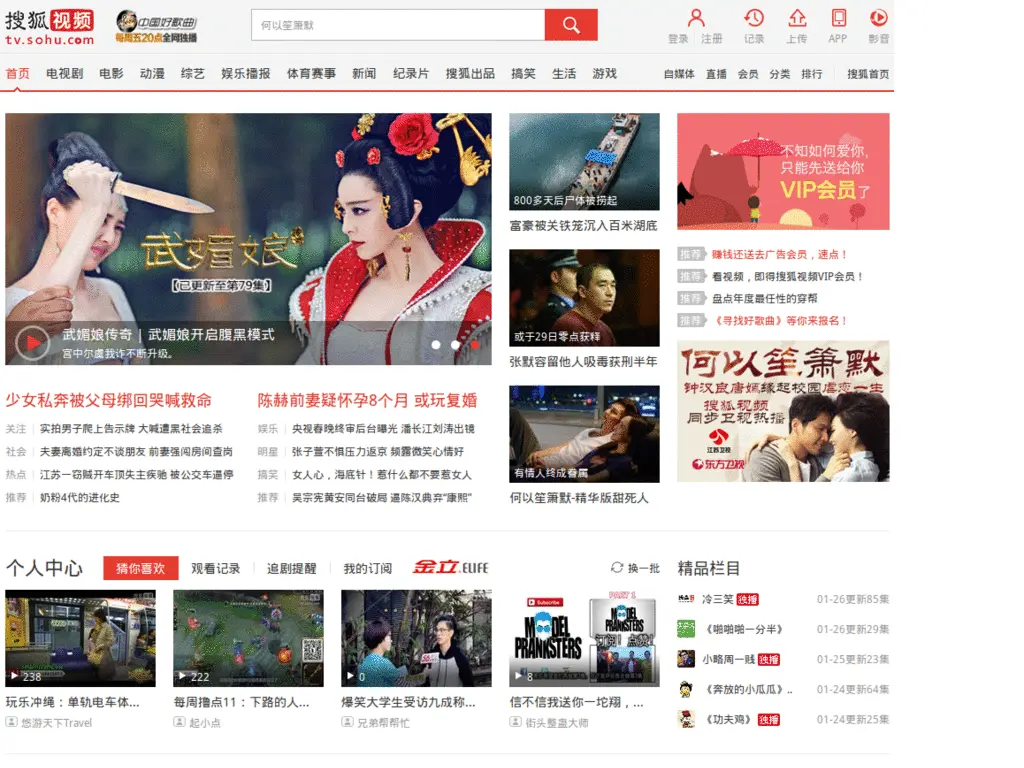 搜狐视频
tv.sohu.com
中国好歌曲
每周五20点全网独播
何以笙箫默
登录 注册 记录 上传 APP 影音
首页 电视剧 电影 动漫 综艺 娱乐播报 体育赛事 新闻 纪录片 搜狐出品 搞笑 生活 游戏 自媒体 直播 会员 分类 排行 搜狐首页
武媚娘
【已更新至第79集】
武媚娘传奇 | 武媚娘开启腹黑模式
宫中尔虞我诈不断升级。
800多天后尸体被捞起
富豪被关铁笼沉入百米湖底
或于29日零点获释
张默容留他人吸毒获刑半年
有情人终成眷属
何以笙箫默-精华版甜死人
不知如何爱你,
只能先送给你
VIP会员了
推荐 赚钱还送去广告会员，速点！
推荐 看视频，即得搜狐视频VIP会员！
推荐 盘点年度最任性的穿帮
推荐 《寻找好歌曲》等你来报名！
何以笙箫默
钟汉良唐嫣缘起校园虐恋一生
搜狐视频
同步卫视热播
江苏卫视
东方卫视
少女私奔被父母绑回哭喊救命
关注 实拍男子爬上告示牌 大喊遭黑社会追杀
社会 夫妻离婚约定不谈朋友 前妻强闯房间查岗
热点 江苏一窃贼开车顶失主疾驰 被公交车逼停
推荐 奶粉4代的进化史
陈赫前妻疑怀孕8个月 或玩复婚
娱乐 央视春晚终审后台曝光 潘长江刘涛出镜
明星 张子萱不惧压力返京 频露微笑心情好
搞笑 女人心，海底针！惹什么都不要惹女人
推荐 吴宗宪黄安同台破局 逼陈汉典弃“康熙”
个人中心 猜你喜欢 观看记录 追剧提醒 我的订阅 金立.ELIFE 换一批
238
玩乐冲绳：单轨电车体...
悠游天下Travel
222
每周撸点11：下路的人...
起小点
0
爆笑大学生受访九成称...
兄弟帮帮忙
PART 1
Subscribe
MODEL PRANKSTERS
订阅！点赞！
8
信不信我送你一坨翔，...
街头整蛊大师
精品栏目
冷三笑 独播 01-26更新85集
《啪啪啪一分半》 01-26更新29集
小略周一贱 独播 01-25更新23集
《奔放的小瓜瓜》.. 01-24更新64集
《功夫鸡》 独播 01-24更新25集